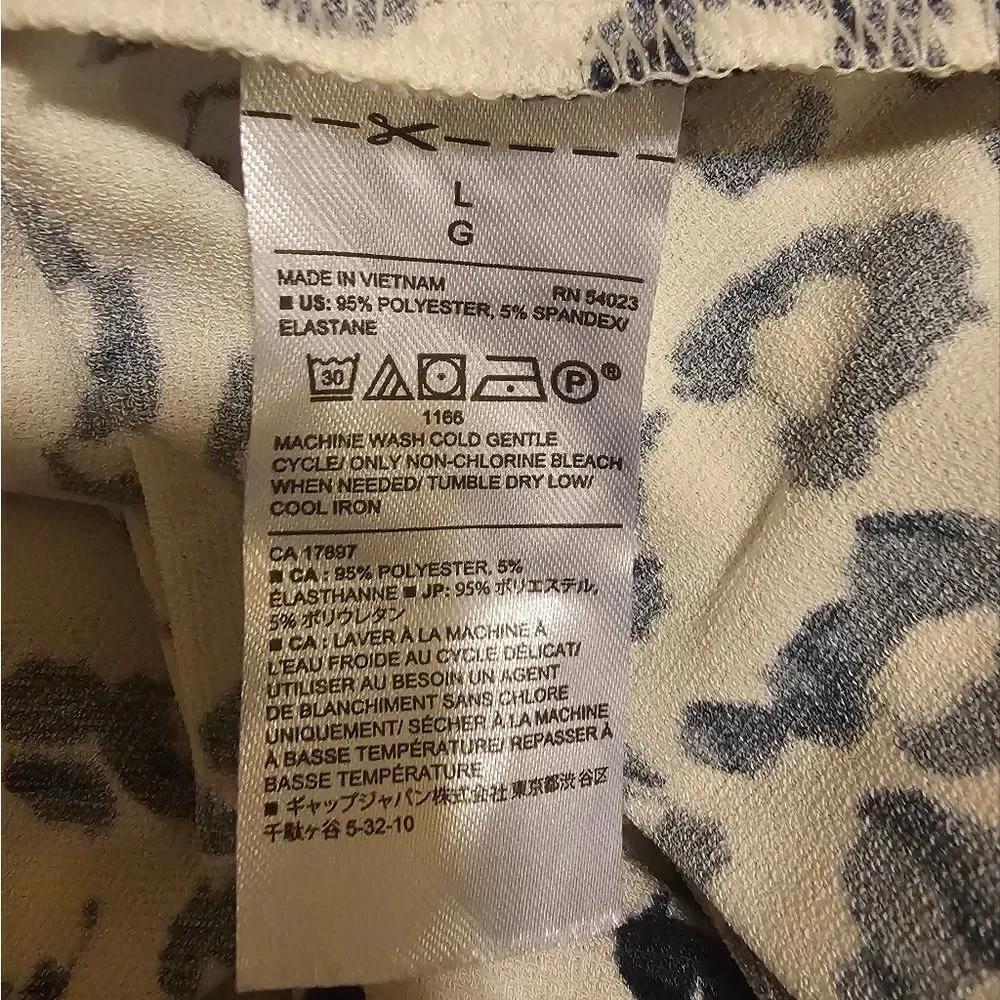 L
G
MADE IN VIETNAM RN 54023
■ US: 95% POLYESTER, 5% SPANDEX/
ELASTANE
30 P ®
1166
MACHINE WASH COLD GENTLE
CYCLE/ ONLY NON-CHLORINE BLEACH
WHEN NEEDED/ TUMBLE DRY LOW/
COOL IRON
CA 17897
■ CA : 95% POLYESTER, 5%
ÉLASTHANNE ■ JP: 95% ポリエステル,
5% ポリウレタン
■ CA : LAVER À LA MACHINE À
L'EAU FROIDE AU CYCLE DÉLICAT/
UTILISER AU BESOIN UN AGENT
DE BLANCHIMENT SANS CHLORE
UNIQUEMENT/ SÉCHER À LA MACHINE
À BASSE TEMPÉRATURE/ REPASSER À
BASSE TEMPÉRATURE
■ ギャップジャパン株式会社 東京都渋谷区
千駄ヶ谷 5-32-10